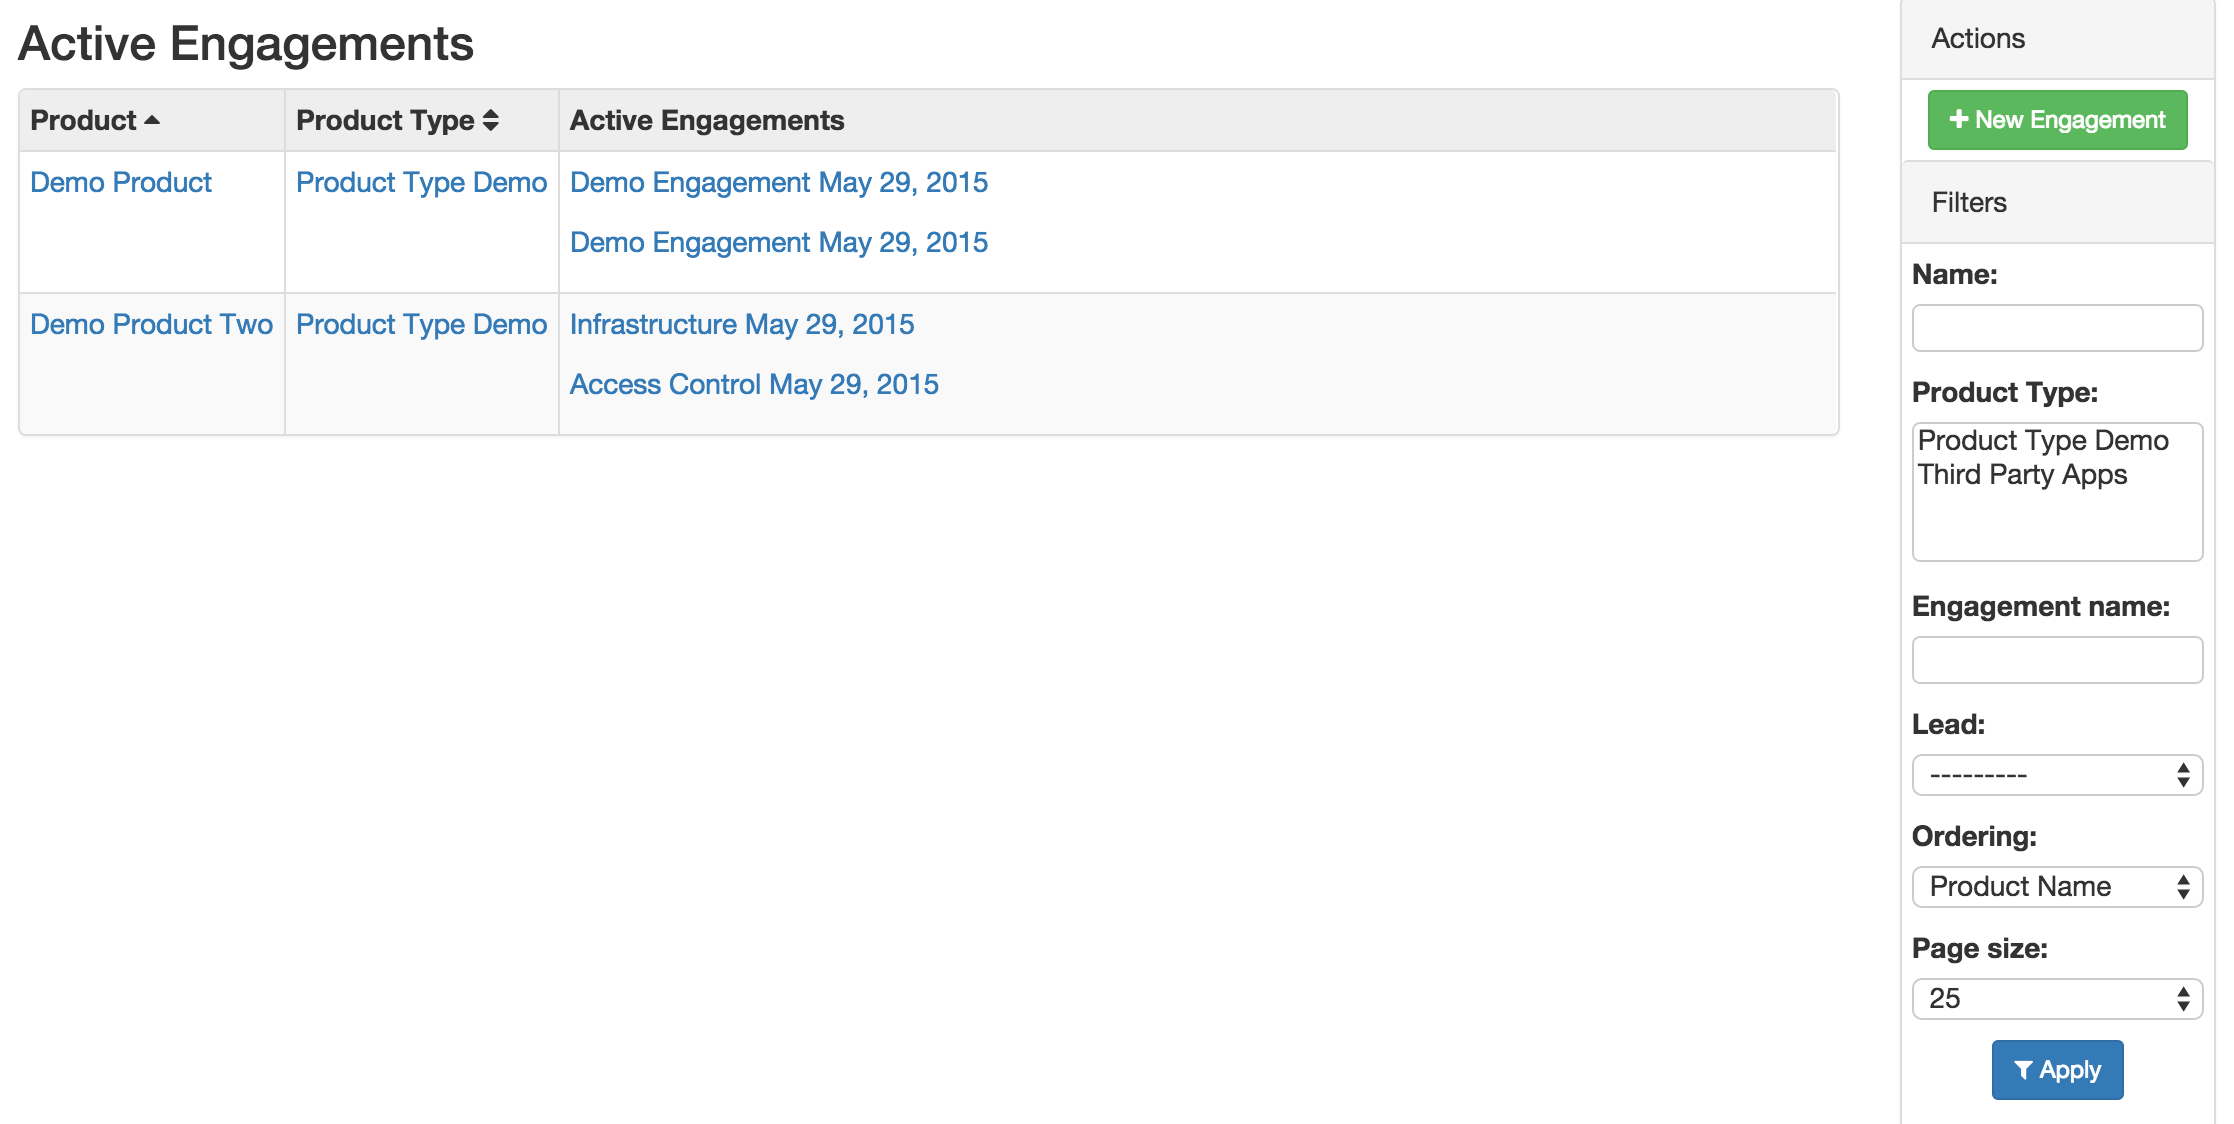 Active Engagements
Product Product Type Active Engagements
Demo Product Product Type Demo Demo Engagement May 29, 2015
Demo Engagement May 29, 2015
Demo Product Two Product Type Demo Infrastructure May 29, 2015
Access Control May 29, 2015
Actions
New Engagement
Filters
Name:
Product Type:
Product Type Demo
Third Party Apps
Engagement name:
Lead:
---------
Ordering:
Product Name
Page size:
25
Apply